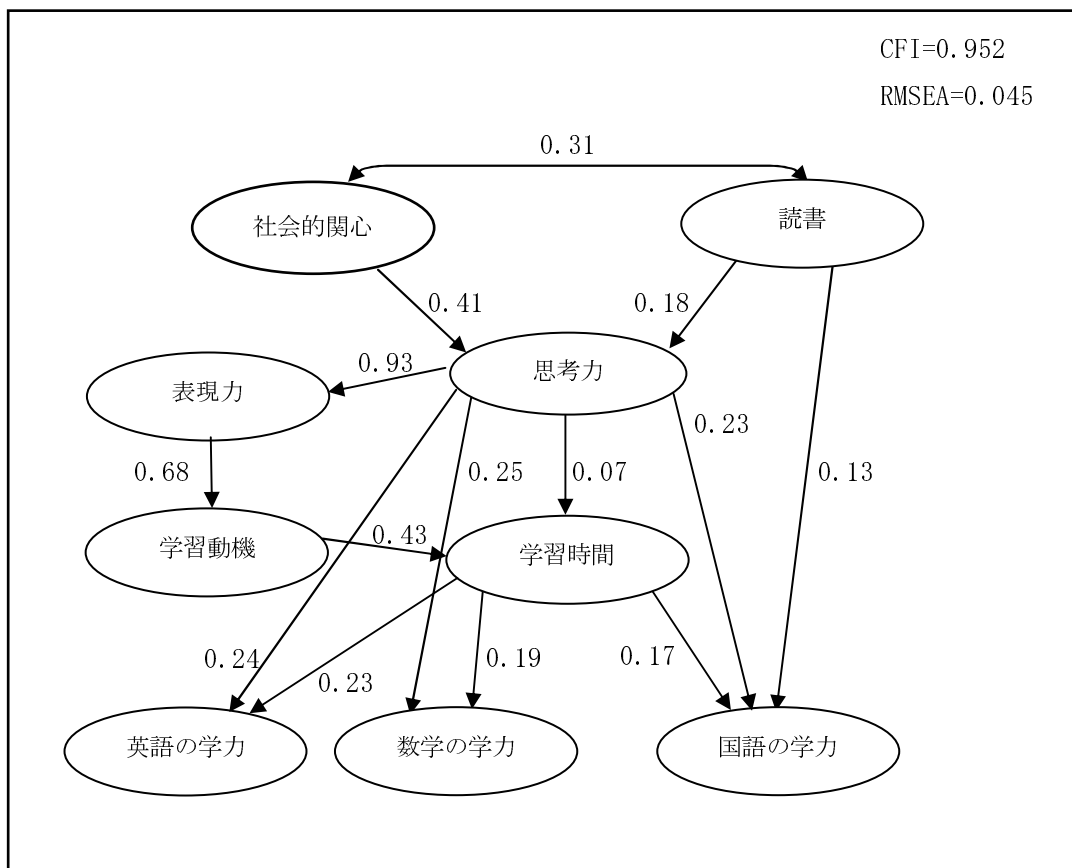 CFI=0.952
RMSEA=0.045
0.31
社会的関心
読書
0.41
0.18
0.93
思考力
表現力
0.23
0.68
0.25
0.07
0.13
学習動機
0.43
学習時間
0.24
0.23
0.19
0.17
英語の学力
数学の学力
国語の学力